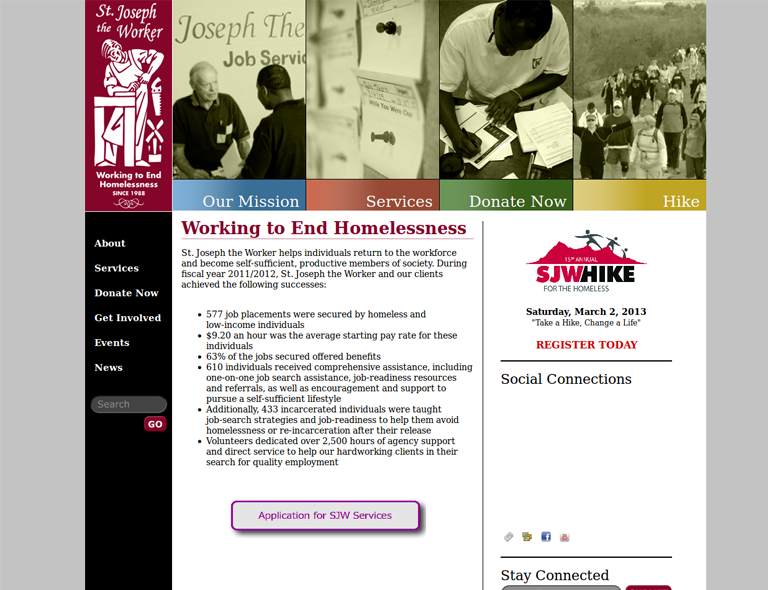 St. Joseph
the Worker
Working to End
Homelessness
SINCE 1988
Joseph The
Job Servic
While You Were Out
Our Mission
Services
Donate Now
Hike
About
Services
Donate Now
Get Involved
Events
News
Search
GO
Working to End Homelessness
St. Joseph the Worker helps individuals return to the workforce
and become self-sufficient, productive members of society. During
fiscal year 2011/2012, St. Joseph the Worker and our clients
achieved the following successes:
577 job placements were secured by homeless and
low-income individuals
$9.20 an hour was the average starting pay rate for these
individuals
63% of the jobs secured offered benefits
610 individuals received comprehensive assistance, including
one-on-one job search assistance, job-readiness resources
and referrals, as well as encouragement and support to
pursue a self-sufficient lifestyle
Additionally, 433 incarcerated individuals were taught
job-search strategies and job-readiness to help them avoid
homelessness or re-incarceration after their release
Volunteers dedicated over 2,500 hours of agency support
and direct service to help our hardworking clients in their
search for quality employment
Application for SJW Services
15TH ANNUAL
SJWHIKE
FOR THE HOMELESS
Saturday, March 2, 2013
"Take a Hike, Change a Life"
REGISTER TODAY
Social Connections
Stay Connected